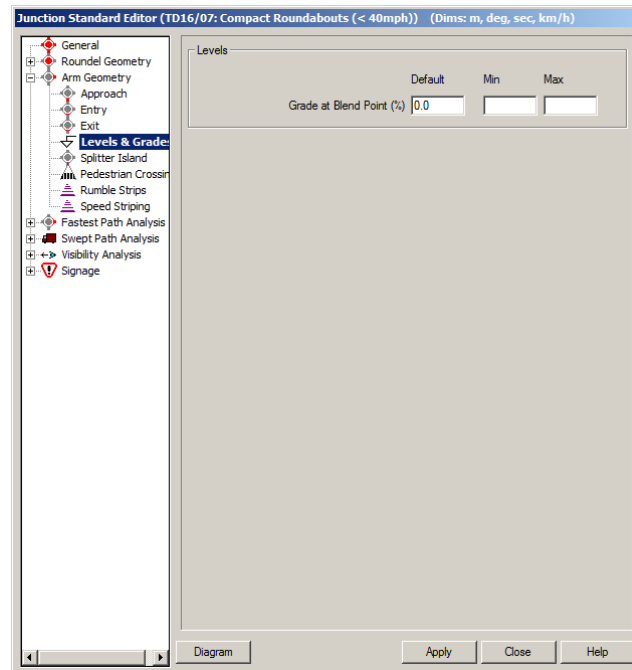 Junction Standard Editor (TD16/07: Compact Roundabouts (< 40mph)) (Dims: m, deg, sec, km/h)
General
Roundel Geometry
Arm Geometry
Approach
Entry
Exit
Levels & Grade
Splitter Island
Pedestrian Crossin
Rumble Strips
Speed Striping
Fastest Path Analysis
Swept Path Analysis
Visibility Analysis
Signage
Levels
Default Min Max
Grade at Blend Point (%) 0.0
Diagram Apply Close Help